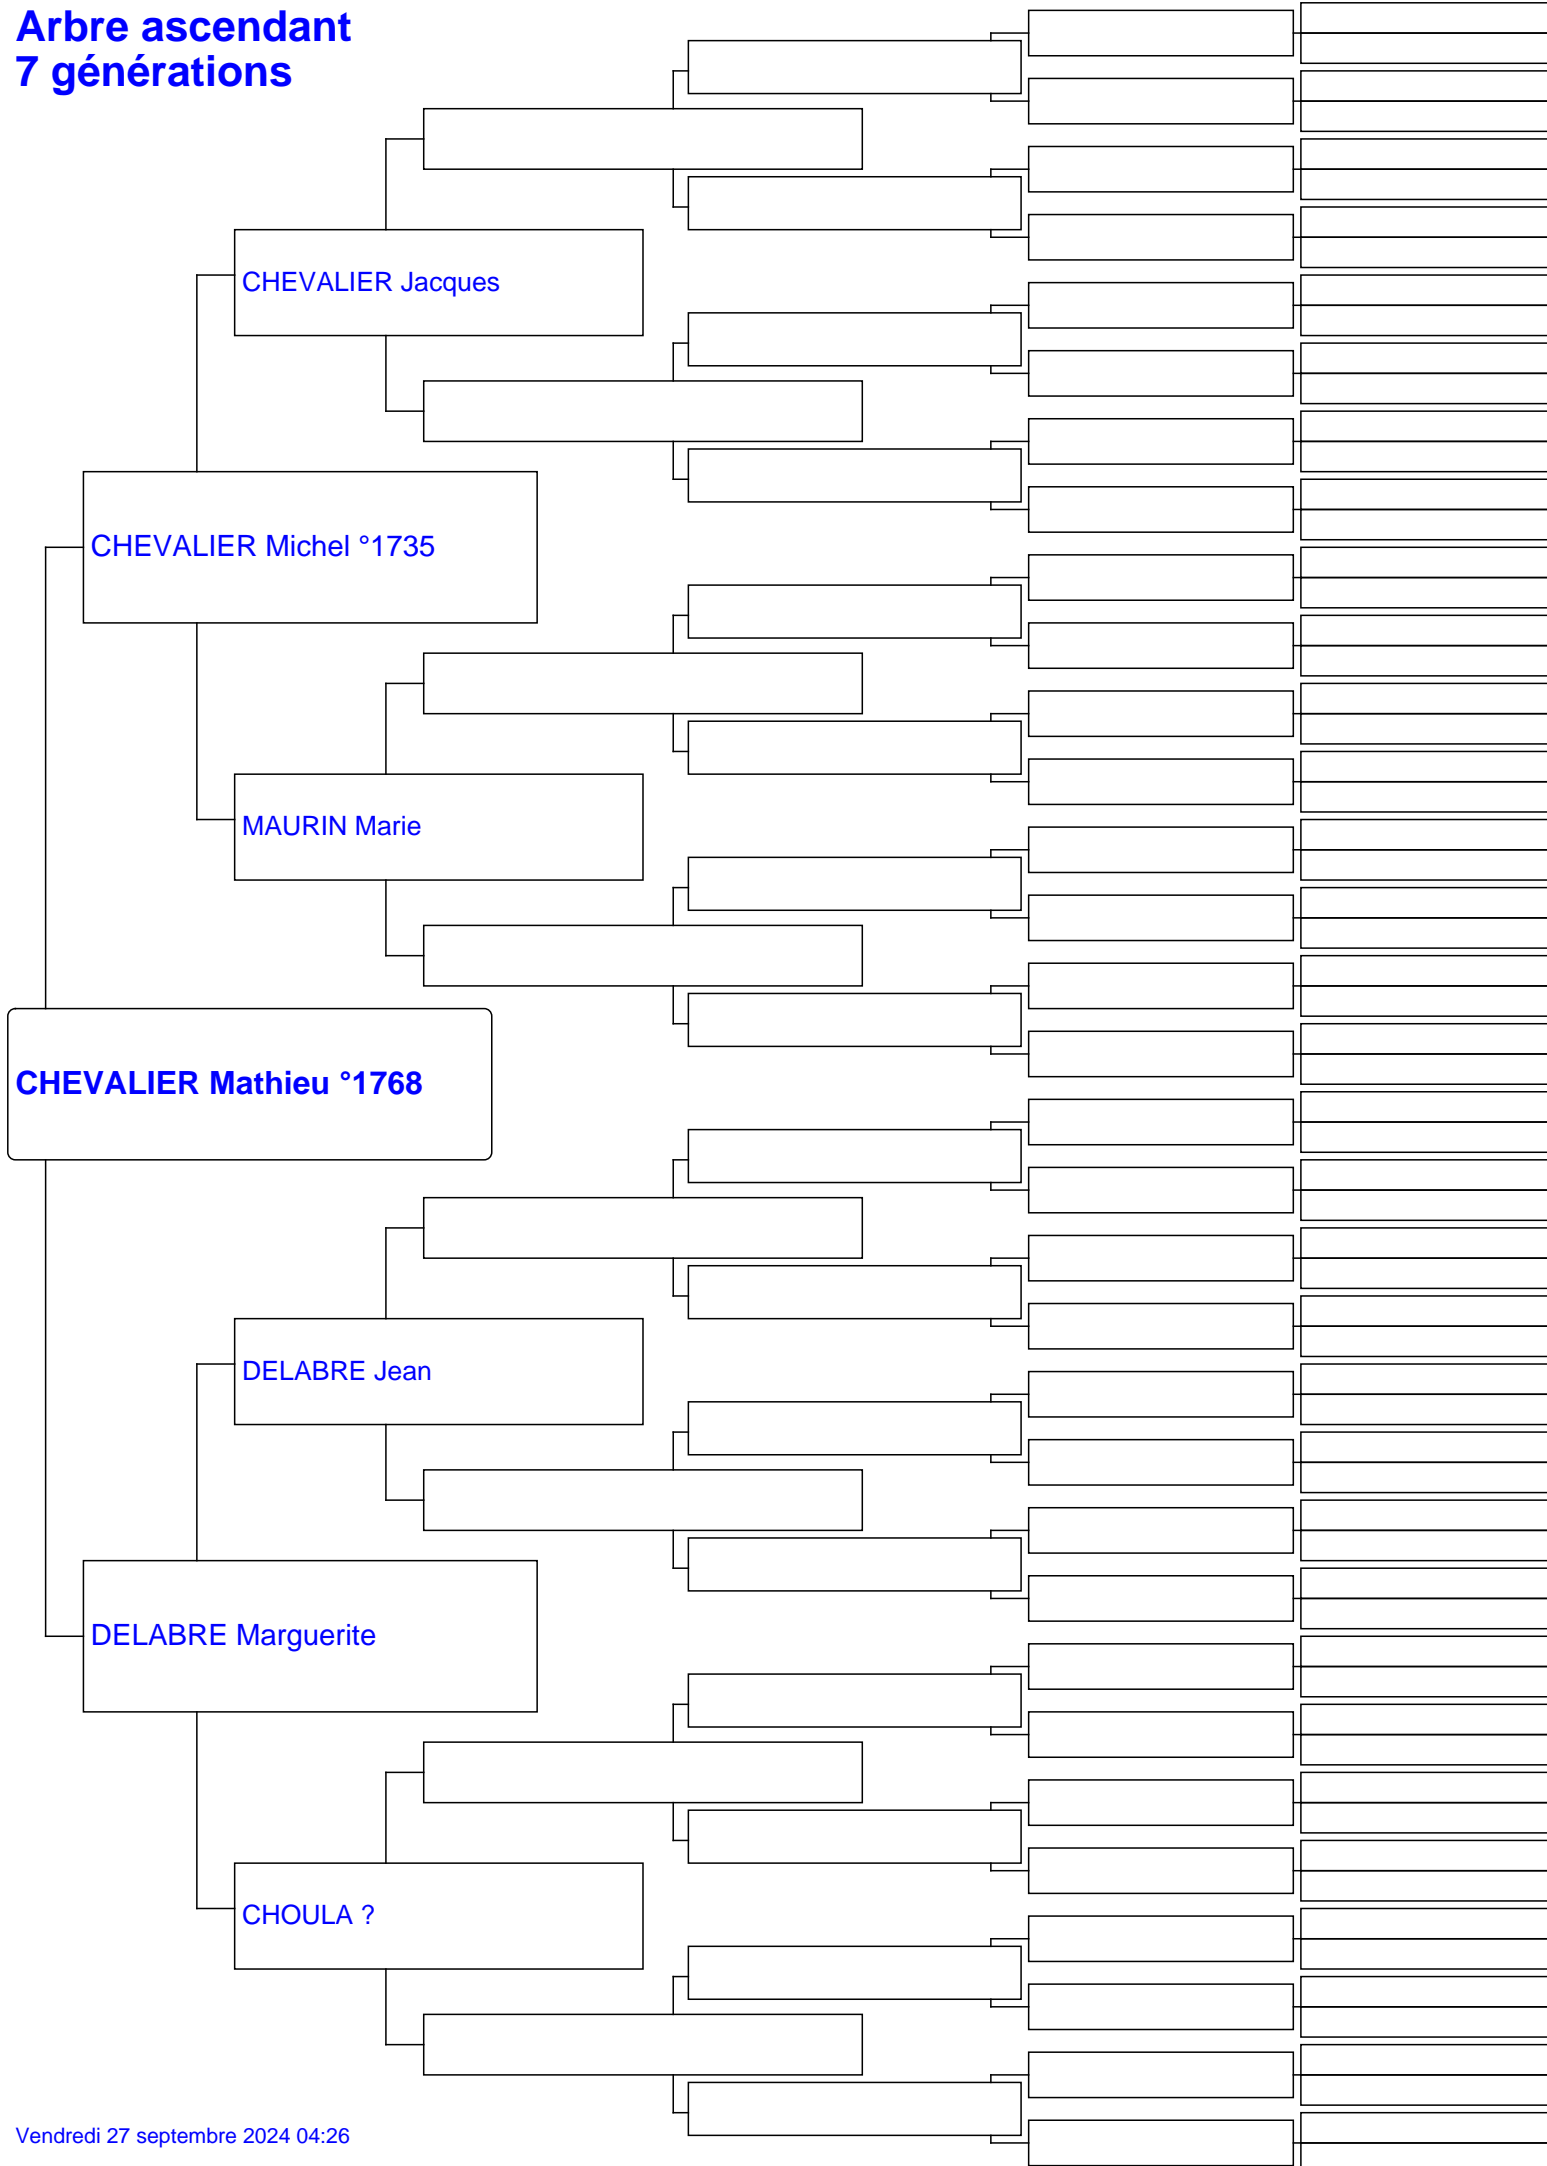 Arbre ascendant
7 générations
CHEVALIER Jacques
CHEVALIER Michel °1735
MAURIN Marie
CHEVALIER Mathieu °1768
DELABRE Jean
DELABRE Marguerite
CHOULA ?
Vendredi 27 septembre 2024 04:26